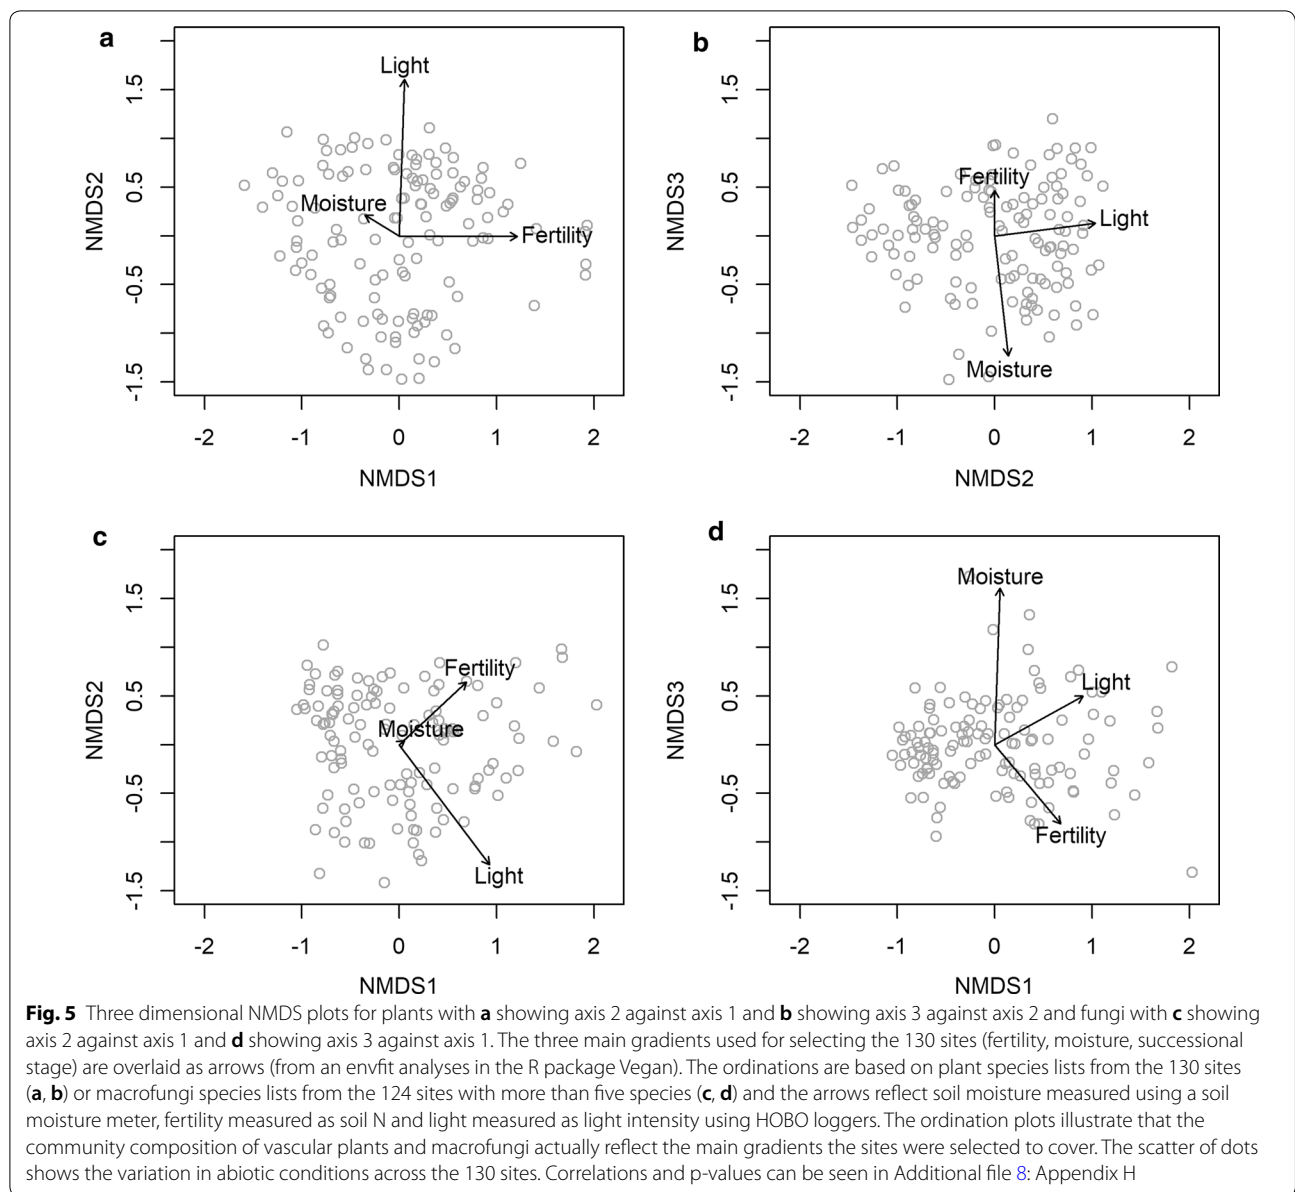 a
Light
Moisture
Fertility
1.5
0.5
-0.5
-1.5
NMDS2
-2 -1 0 1 2
NMDS1
b
Fertility
Light
Moisture
1.5
0.5
-0.5
-1.5
NMDS3
-2 -1 0 1 2
NMDS2
c
Fertility
Moisture
Light
1.5
0.5
-0.5
-1.5
NMDS2
-2 -1 0 1 2
NMDS1
d
Moisture
Light
Fertility
1.5
0.5
-0.5
-1.5
NMDS3
-2 -1 0 1 2
NMDS1
Fig. 5 Three dimensional NMDS plots for plants with a showing axis 2 against axis 1 and b showing axis 3 against axis 2 and fungi with c showing
axis 2 against axis 1 and d showing axis 3 against axis 1. The three main gradients used for selecting the 130 sites (fertility, moisture, successional
stage) are overlaid as arrows (from an envfit analyses in the R package Vegan). The ordinations are based on plant species lists from the 130 sites
(a, b) or macrofungi species lists from the 124 sites with more than five species (c, d) and the arrows reflect soil moisture measured using a soil
moisture meter, fertility measured as soil N and light measured as light intensity using HOBO loggers. The ordination plots illustrate that the
community composition of vascular plants and macrofungi actually reflect the main gradients the sites were selected to cover. The scatter of dots
shows the variation in abiotic conditions across the 130 sites. Correlations and p-values can be seen in Additional file 8: Appendix H